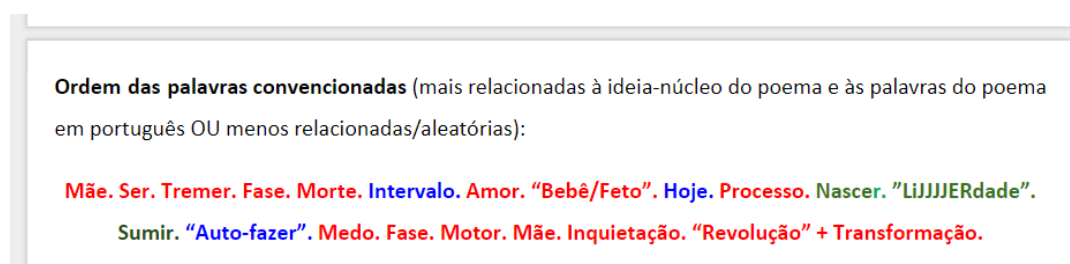 Ordem das palavras convencionadas (mais relacionadas à ideia-núcleo do poema e às palavras do poema
em português OU menos relacionadas/aleatórias):
Mãe. Ser. Tremer. Fase. Morte. Intervalo. Amor. “Bebê/Feto”. Hoje. Processo. Nascer. ”LiJJJJERdade”.
Sumir. “Auto-fazer”. Medo. Fase. Motor. Mãe. Inquietação. “Revolução” + Transformação.